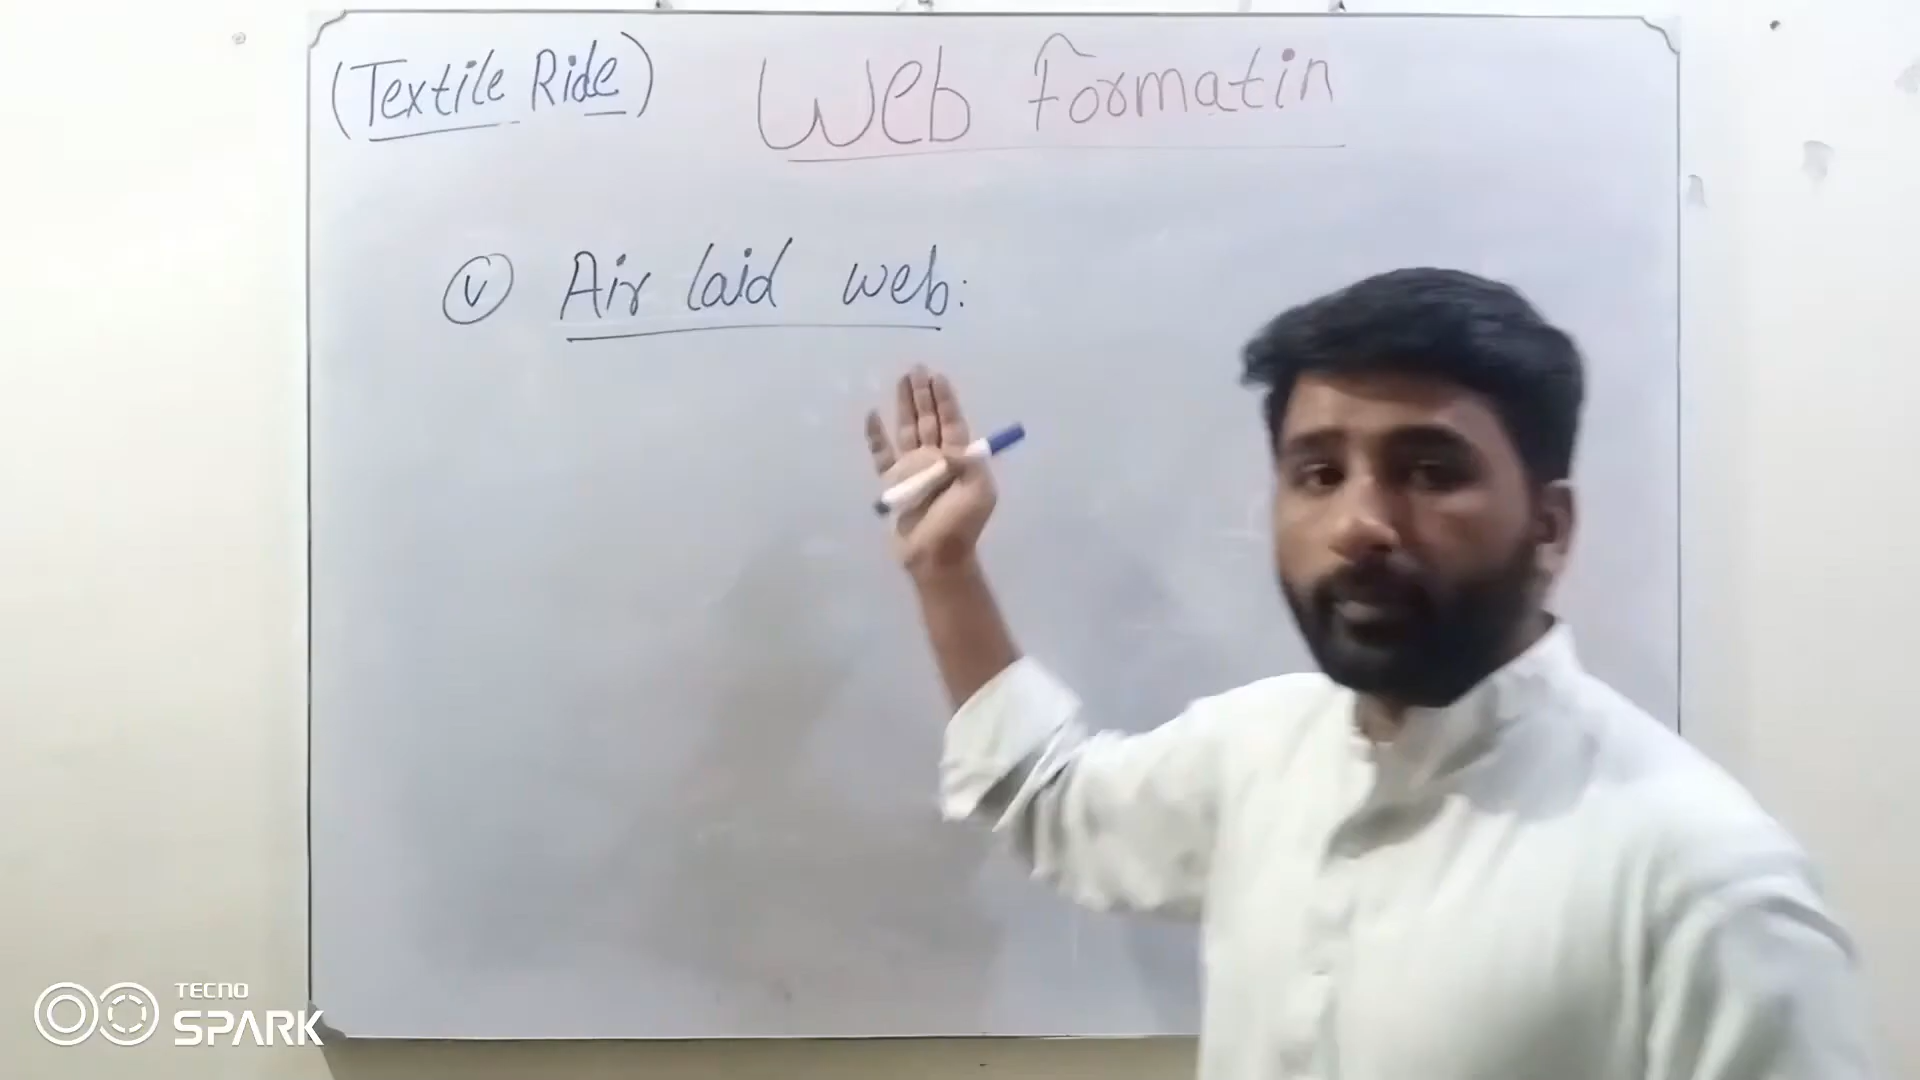 (Textile Ride)
Web Formatin
(v) Air laid web:
TECNO
SPARK